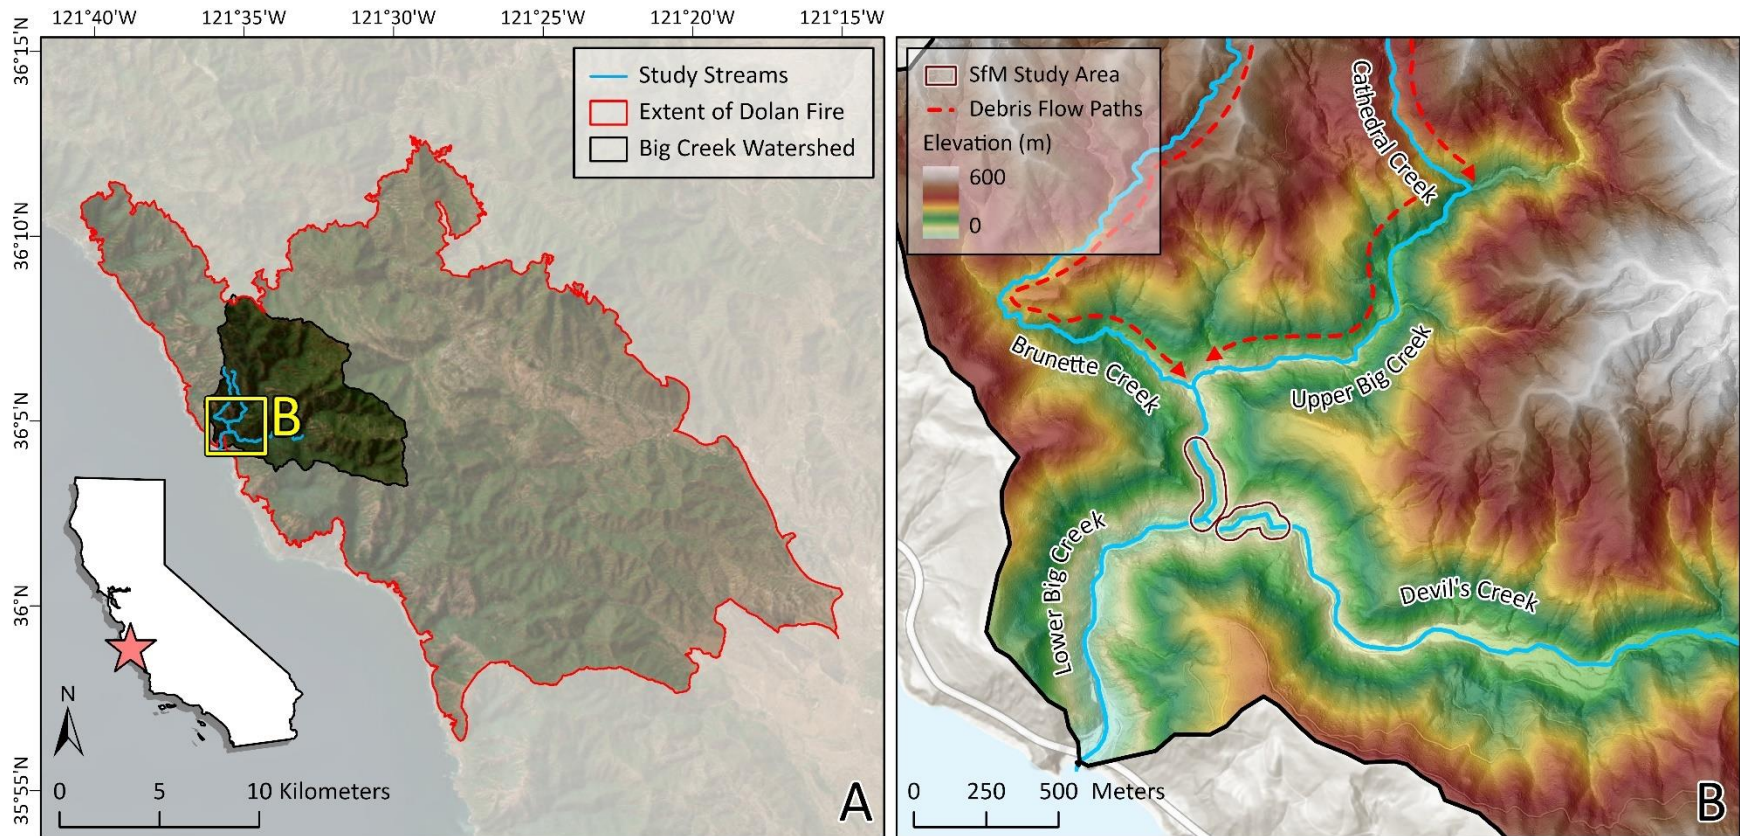 121°40'W 121°35'W 121°30'W 121°25'W 121°20'W 121°15'W
36°15'N
36°10'N
36°5'N
36°N
35°55'N
Study Streams
Extent of Dolan Fire
Big Creek Watershed
B
N
0 5 10 Kilometers
A
SfM Study Area
Debris Flow Paths
Elevation (m)
600
0
Cathedral Creek
Brunette Creek
Upper Big Creek
Lower Big Creek
Devil's Creek
0 250 500 Meters
B